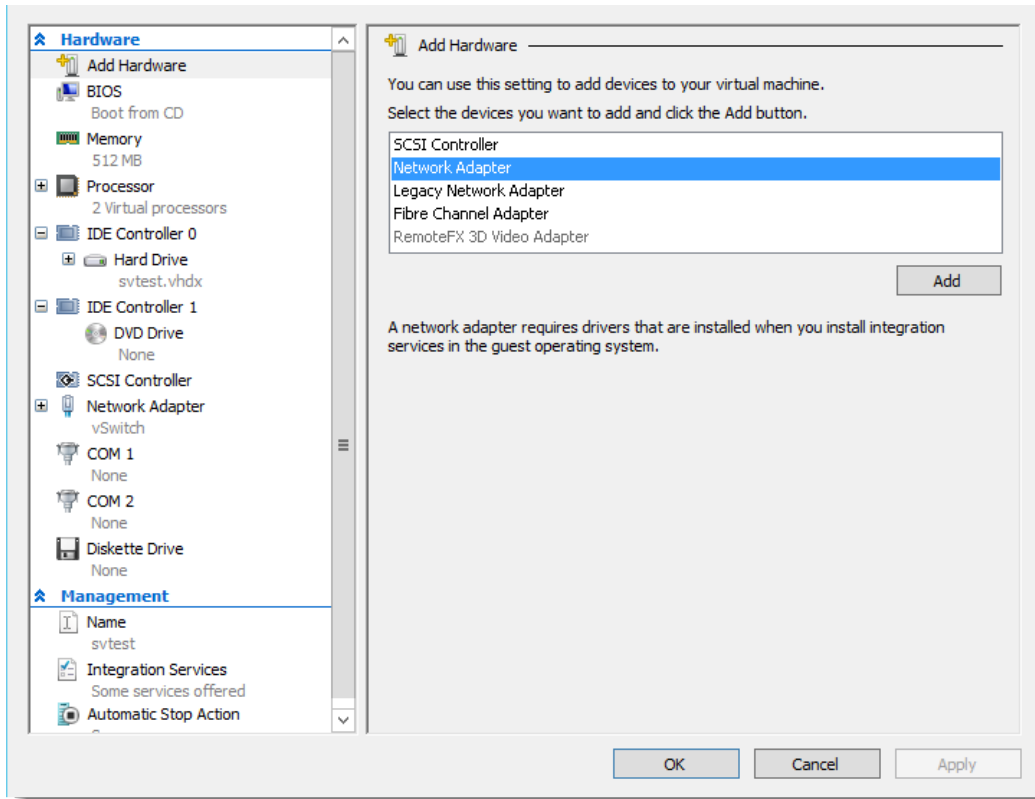 Hardware
Add Hardware
BIOS
Boot from CD
Memory
512 MB
Processor
2 Virtual processors
IDE Controller 0
Hard Drive
svtest.vhdx
IDE Controller 1
DVD Drive
None
SCSI Controller
Network Adapter
vSwitch
COM 1
None
COM 2
None
Diskette Drive
None
Management
Name
svtest
Integration Services
Some services offered
Automatic Stop Action
Add Hardware
You can use this setting to add devices to your virtual machine.
Select the devices you want to add and click the Add button.
SCSI Controller
Network Adapter
Legacy Network Adapter
Fibre Channel Adapter
RemoteFX 3D Video Adapter
Add
A network adapter requires drivers that are installed when you install integration
services in the guest operating system.
OK
Cancel
Apply